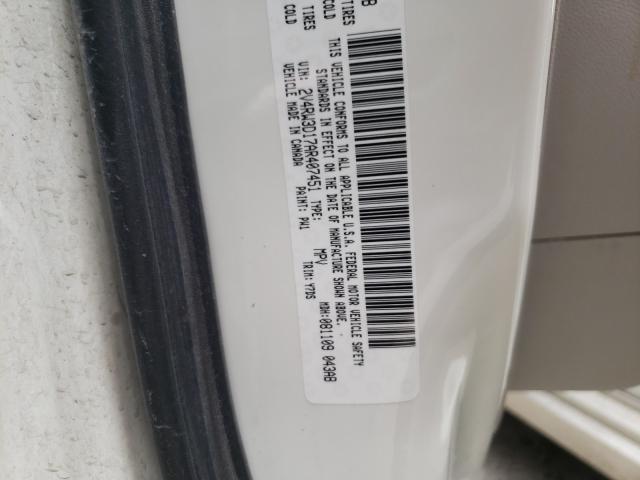 TIRES
COLD
TIRES
COLD
THIS VEHICLE CONFORMS TO ALL APPLICABLE U.S.A. FEDERAL MOTOR VEHICLE SAFETY
STANDARDS IN EFFECT ON THE DATE OF MANUFACTURE SHOWN ABOVE.
VIN: 2V4RW3D17AR407451 TYPE: MPV MDH:081109 043AB
VEHICLE MADE IN CANADA PAINT: PW1 TRIM: Y7DS